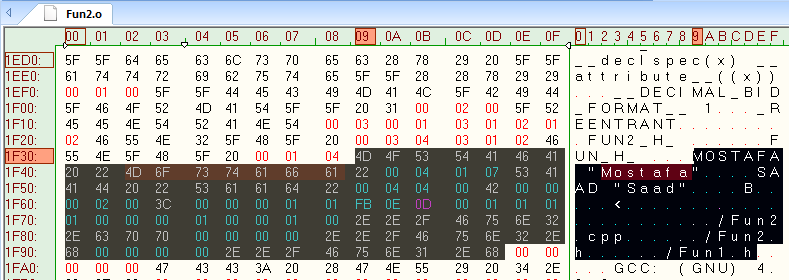 Fun2.o
00 01 02 03 04 05 06 07 08 09 0A 0B 0C 0D 0E 0F 0123456789ABCDEF
1ED0: 5F 5F 64 65 63 6C 73 70 65 63 28 78 29 20 5F 5F __declspec(x) __
1EE0: 61 74 74 72 69 62 75 74 65 5F 5F 28 28 78 29 29 attribute__((x))
1EF0: 00 01 00 5F 5F 44 45 43 49 4D 41 4C 5F 42 49 44 ...__DECIMAL_BID
1F00: 5F 46 4F 52 4D 41 54 5F 5F 20 31 00 02 00 5F 52 _FORMAT__ 1..._R
1F10: 45 45 4E 54 52 41 4E 54 00 03 00 01 03 01 02 01 EENTRANT........
1F20: 02 46 55 4E 32 5F 48 5F 20 00 03 04 03 01 02 46 .FUN2_H_ ......F
1F30: 55 4E 5F 48 5F 20 00 01 04 4D 4F 53 54 41 46 41 UN_H_ ...MOSTAFA
1F40: 20 22 4D 6F 73 74 61 66 61 22 00 04 01 07 53 41 "Mostafa"....SA
1F50: 41 44 20 22 53 61 61 64 22 00 04 04 00 42 00 00 AD "Saad"....B..
1F60: 00 02 00 3C 00 00 00 01 01 FB 0E 0D 00 01 01 01 ...<............
1F70: 01 00 00 00 01 00 00 01 00 2E 2E 2F 46 75 6E 32 .........../Fun2
1F80: 2E 63 70 70 00 00 00 00 2E 2E 2F 46 75 6E 32 2E .cpp....../Fun2.
1F90: 68 00 00 00 00 2E 2E 2F 46 75 6E 31 2E 68 00 00 h....../Fun1.h..
1FA0: 00 00 47 43 43 3A 20 28 47 4E 55 29 20 34 2E ..GCC: (GNU) 4.